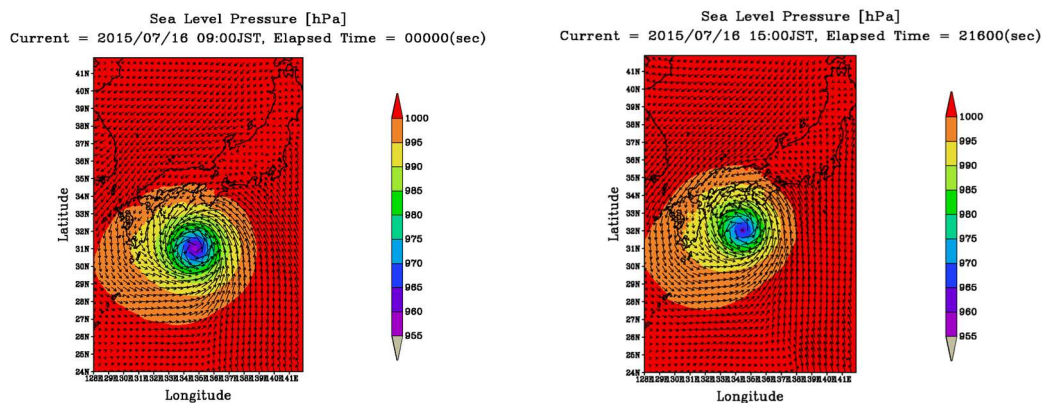 Sea Level Pressure [hPa]
Current = 2015/07/16 09:00JST, Elapsed Time = 00000(sec)
41N
40N
39N
38N
37N
36N
35N
34N
33N
32N
31N
30N
29N
28N
27N
26N
25N
24N
Latitude
128E129E130E131E132E133E134E135E136E137E138E139E140E141E
Longitude
1000
995
990
985
980
975
970
965
960
955
Sea Level Pressure [hPa]
Current = 2015/07/16 15:00JST, Elapsed Time = 21600(sec)
41N
40N
39N
38N
37N
36N
35N
34N
33N
32N
31N
30N
29N
28N
27N
26N
25N
24N
Latitude
128E129E130E131E132E133E134E135E136E137E138E139E140E141E
Longitude
1000
995
990
985
980
975
970
965
960
955